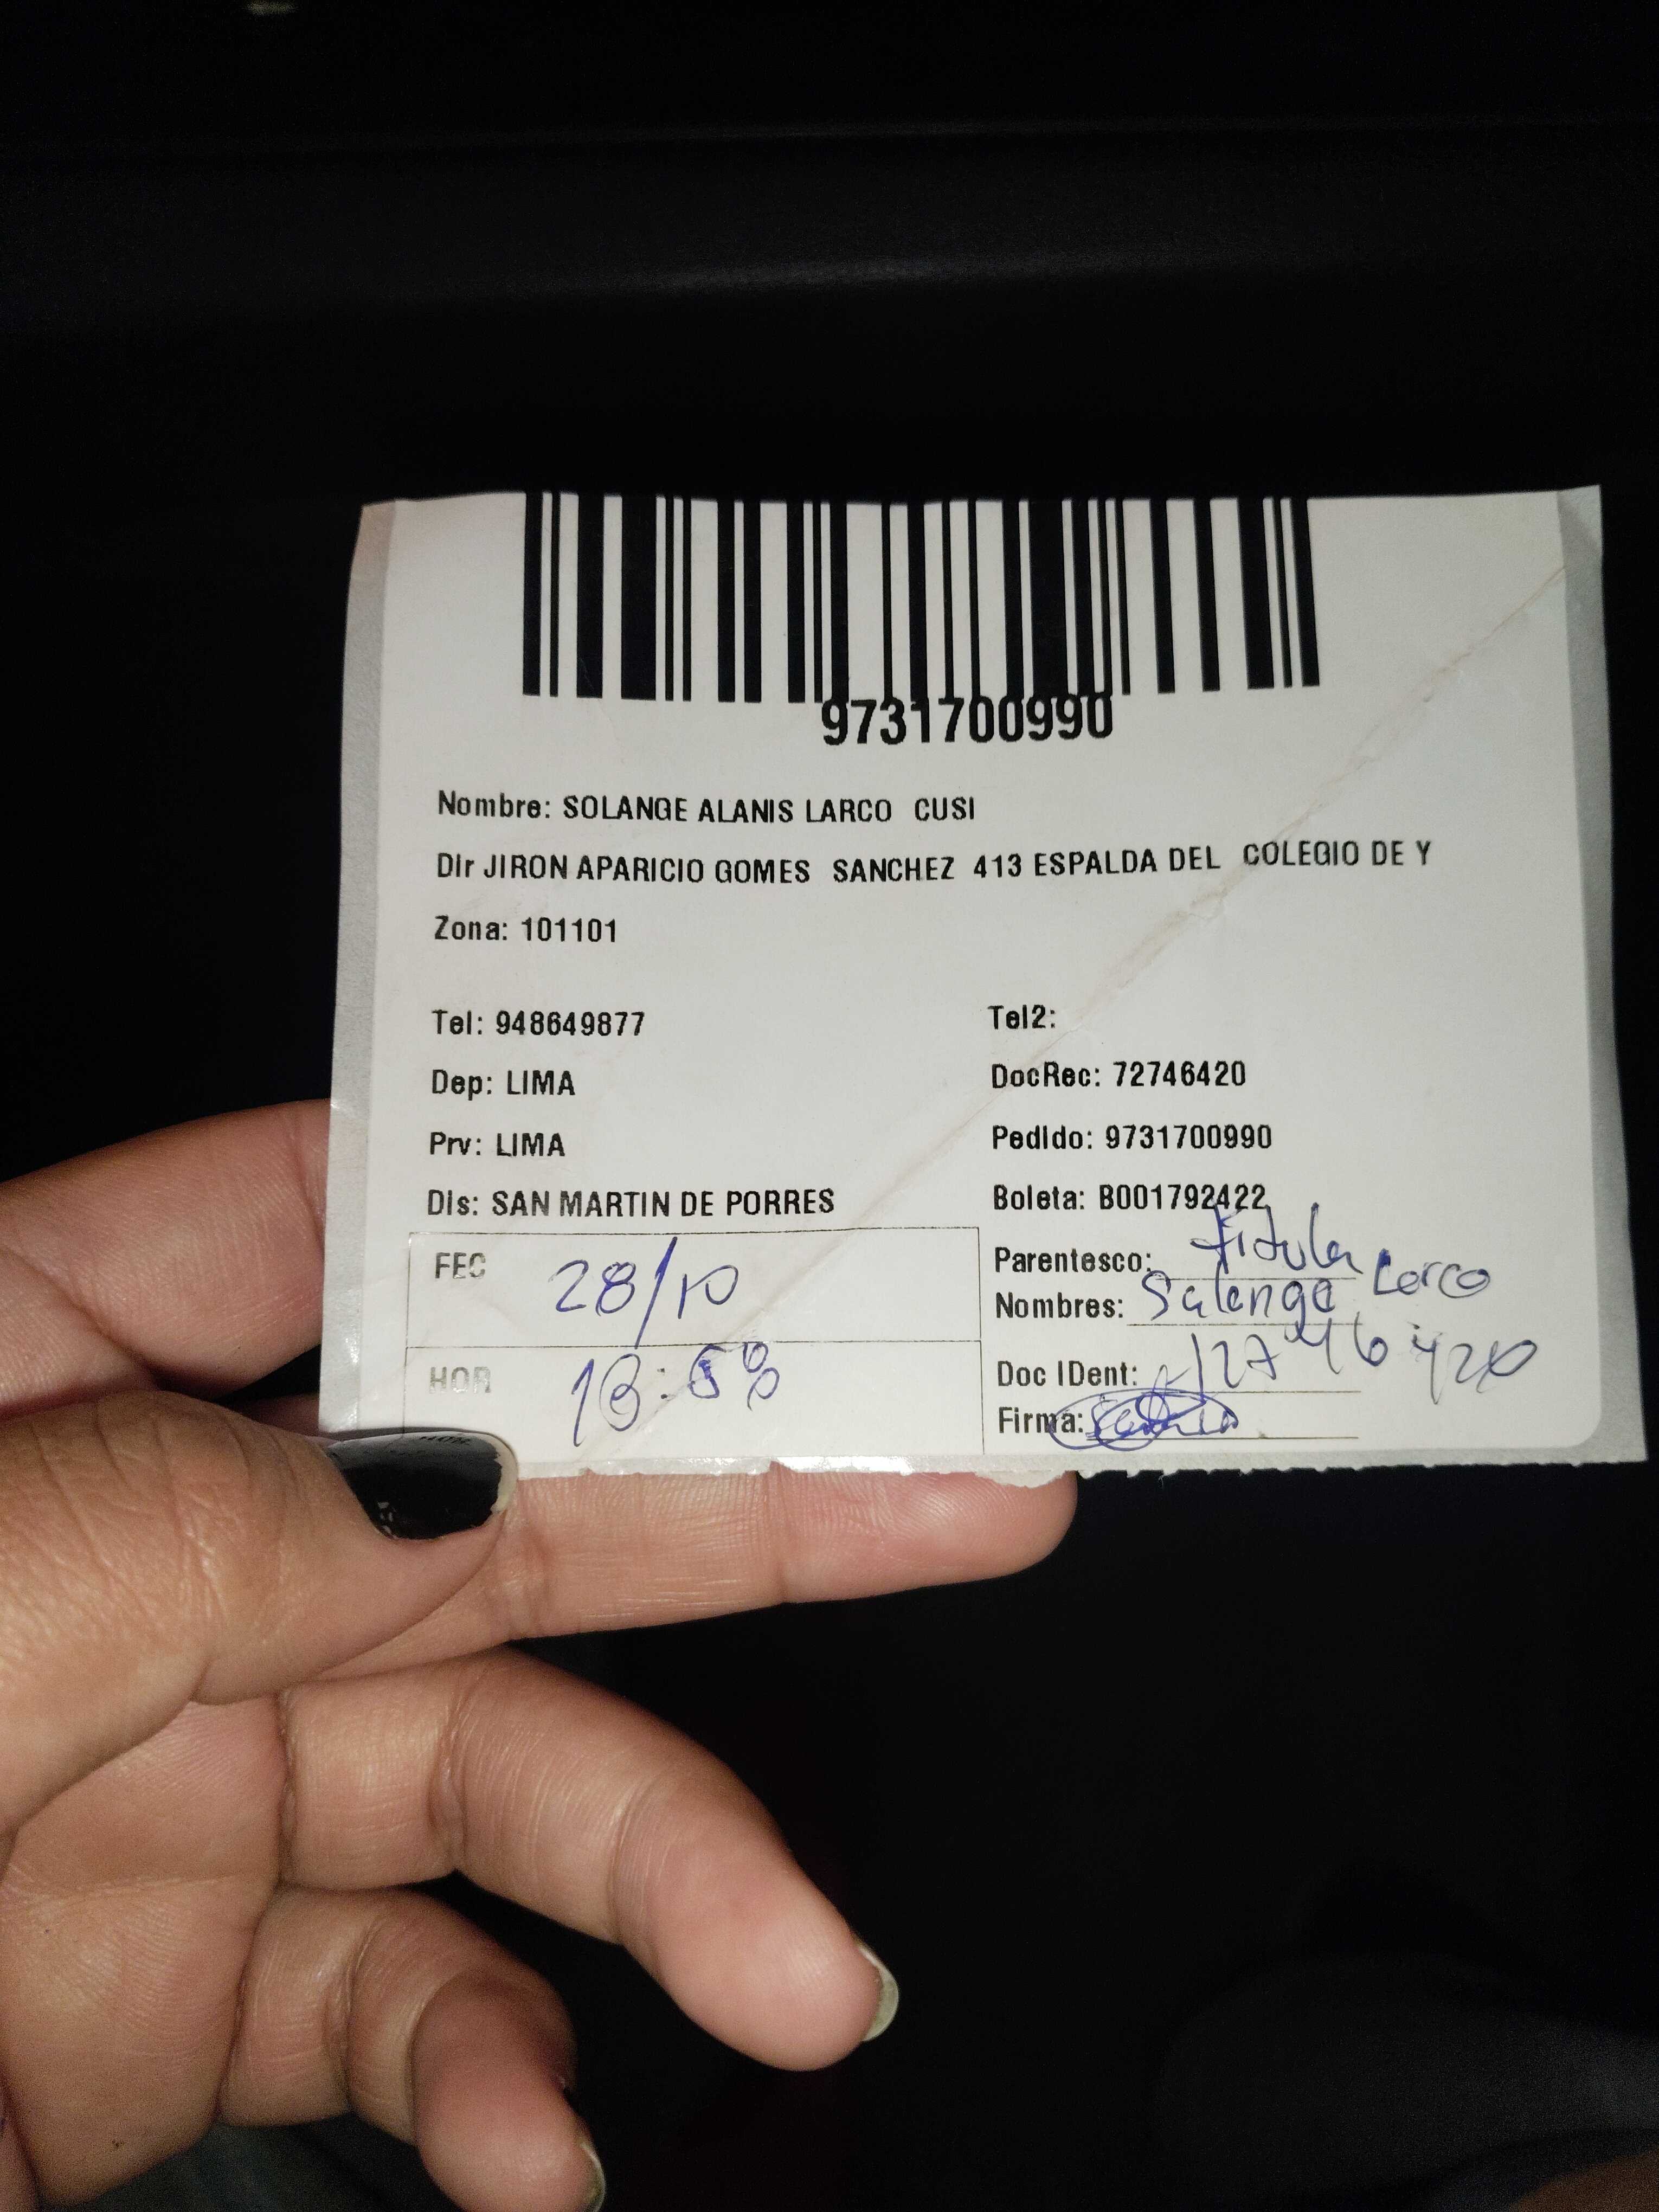 9731700990
Nombre: SOLANGE ALANIS LARCO CUSI
Dir JIRON APARICIO GOMES SANCHEZ 413 ESPALDA DEL COLEGIO DE Y
Zona: 101101
Tel: 948649877
Tel2:
Dep: LIMA
DocRec: 72746420
Prv: LIMA
Pedido: 9731700990
Dis: SAN MARTIN DE PORRES
Boleta: B001792422
FEC 28/10
Parentesco: titular
Nombres: Solange Larco
HOR
Doc IDent: 72746420
Firma: